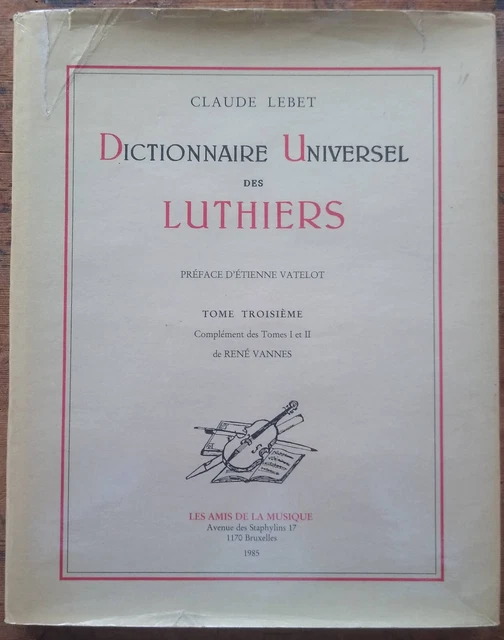 CLAUDE LEBET
DICTIONNAIRE UNIVERSEL
DES
LUTHIERS
PRÉFACE D'ÉTIENNE VATELOT
TOME TROISIÈME
Complément des Tomes I et II
de RENÉ VANNES
LES AMIS DE LA MUSIQUE
Avenue des Staphylins 17
1170 Bruxelles
1985